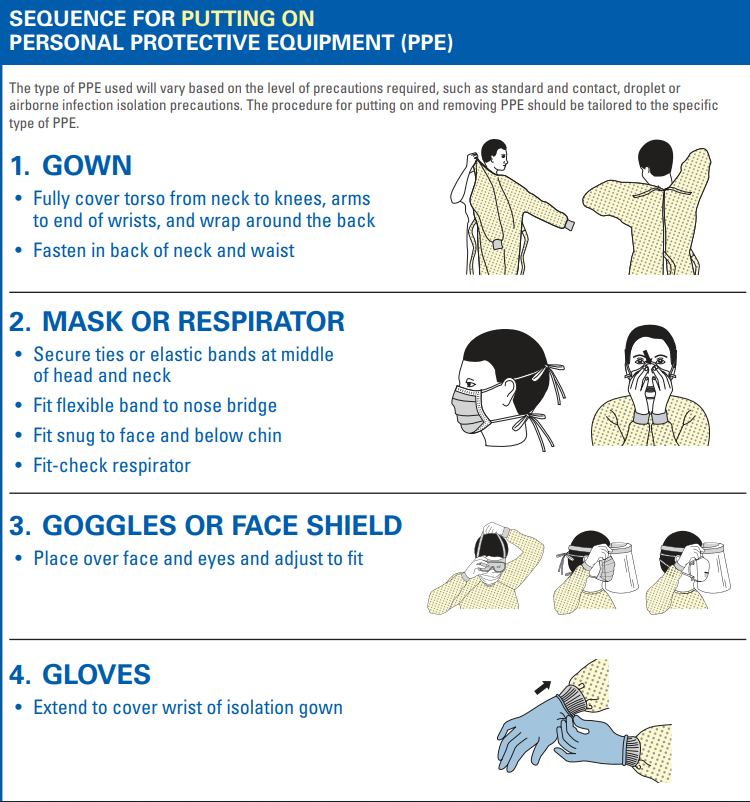 SEQUENCE FOR PUTTING ON
PERSONAL PROTECTIVE EQUIPMENT (PPE)
The type of PPE used will vary based on the level of precautions required, such as standard and contact, droplet or
airborne infection isolation precautions. The procedure for putting on and removing PPE should be tailored to the specific
type of PPE.
1. GOWN
• Fully cover torso from neck to knees, arms
to end of wrists, and wrap around the back
• Fasten in back of neck and waist
2. MASK OR RESPIRATOR
• Secure ties or elastic bands at middle
of head and neck
• Fit flexible band to nose bridge
• Fit snug to face and below chin
• Fit-check respirator
3. GOGGLES OR FACE SHIELD
• Place over face and eyes and adjust to fit
4. GLOVES
• Extend to cover wrist of isolation gown